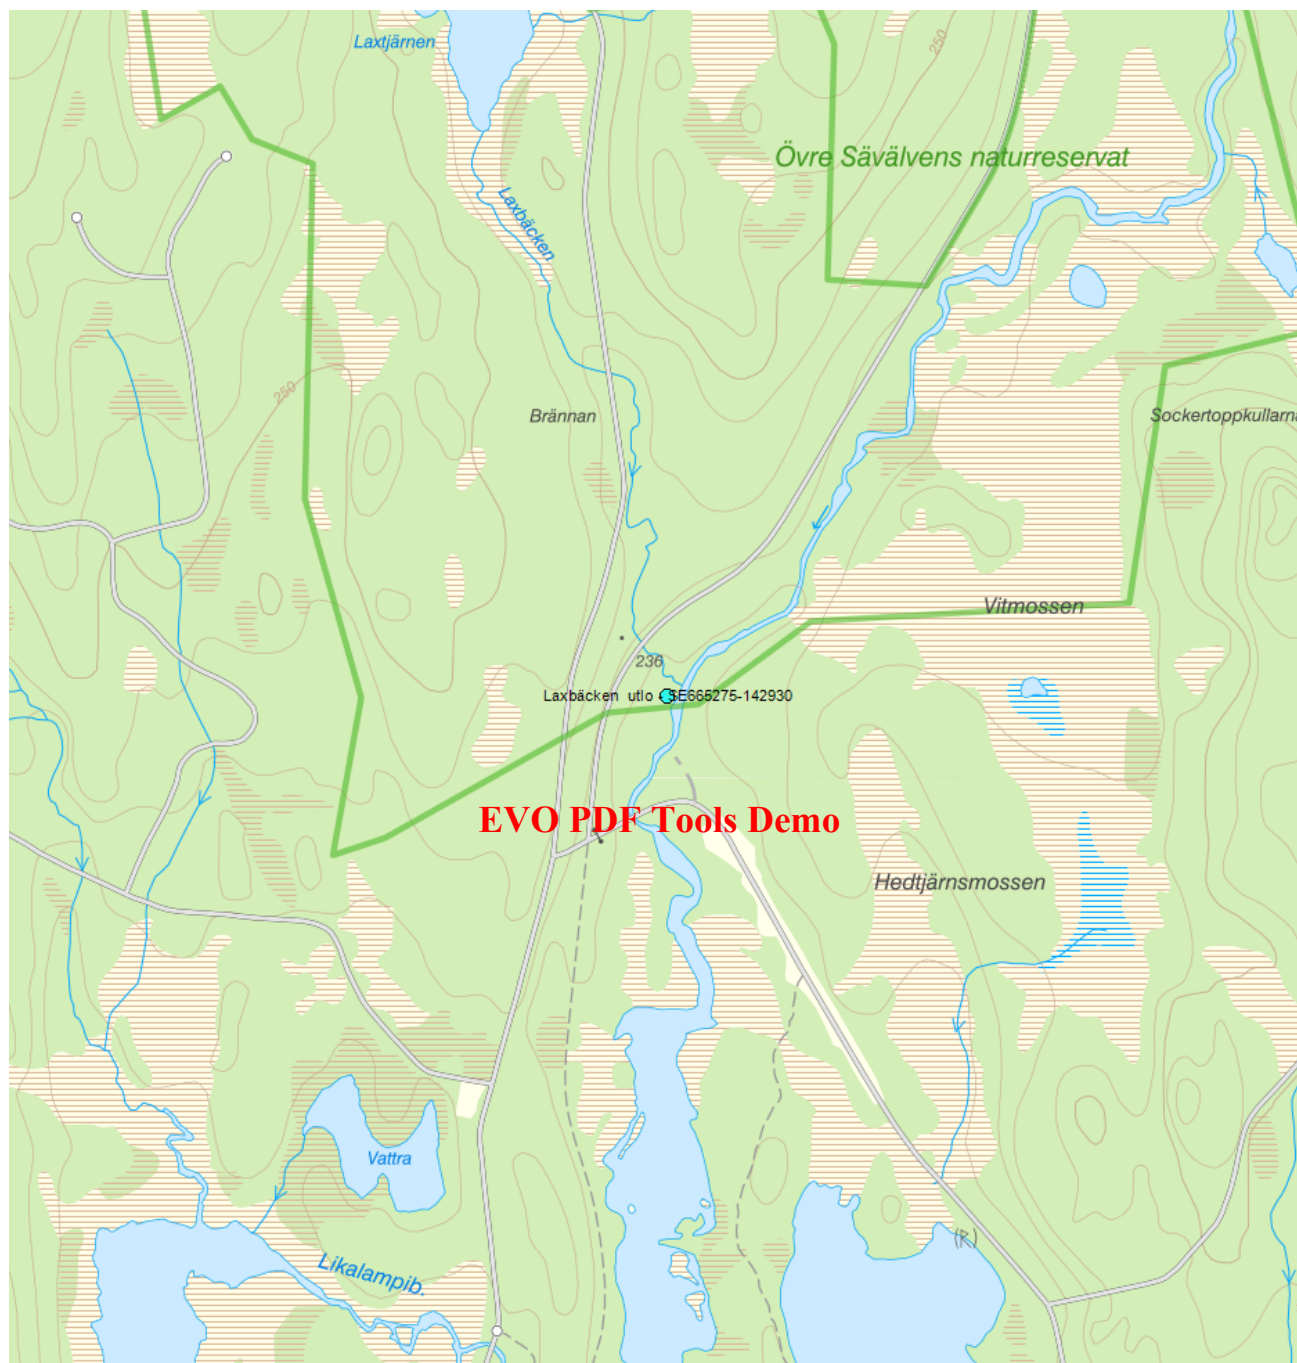 Laxtjärnen
250
Övre Sävälvens naturreservat
Laxbäcken
250
Brännan
Sockertoppkullarna
Vitmossen
236
Laxbäcken utlo - SE665275-142930
EVO PDF Tools Demo
Hedtjärnsmossen
Vattra
(R)
Likalampib.